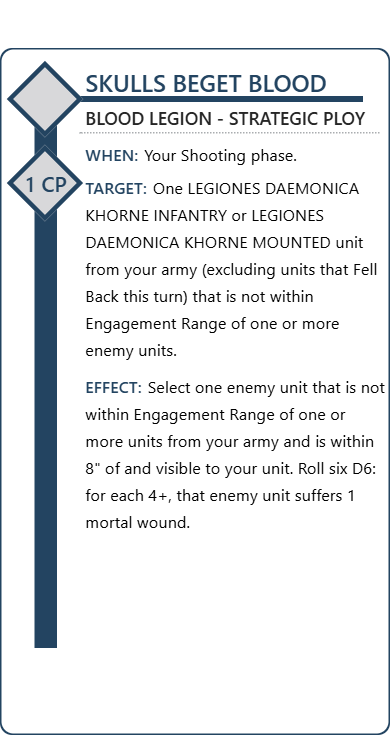 SKULLS BEGET BLOOD
BLOOD LEGION - STRATEGIC PLOY
WHEN: Your Shooting phase.
1 CP
TARGET: One LEGIONES DAEMONICA
KHORNE INFANTRY or LEGIONES
DAEMONICA KHORNE MOUNTED unit
from your army (excluding units that Fell
Back this turn) that is not within
Engagement Range of one or more
enemy units.
EFFECT: Select one enemy unit that is not
within Engagement Range of one or
more units from your army and is within
8" of and visible to your unit. Roll six D6:
for each 4+, that enemy unit suffers 1
mortal wound.